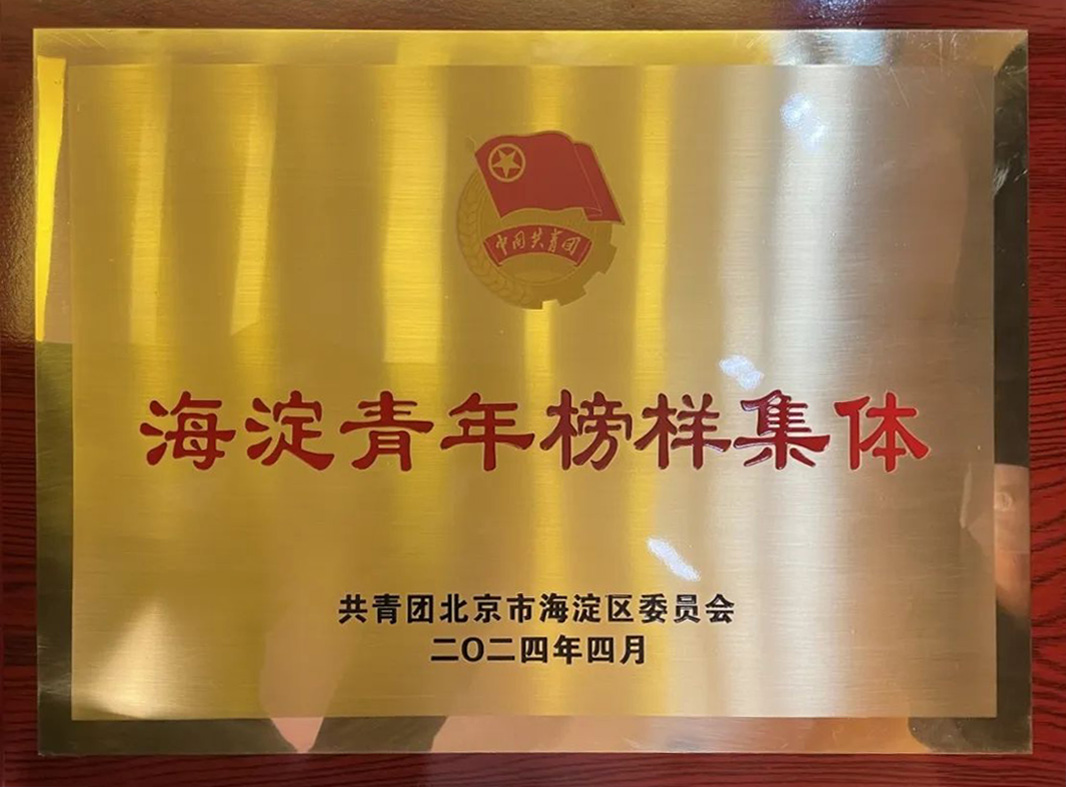 中国共青团
海淀青年榜样集体
共青团北京市海淀区委员会
二〇二四年四月